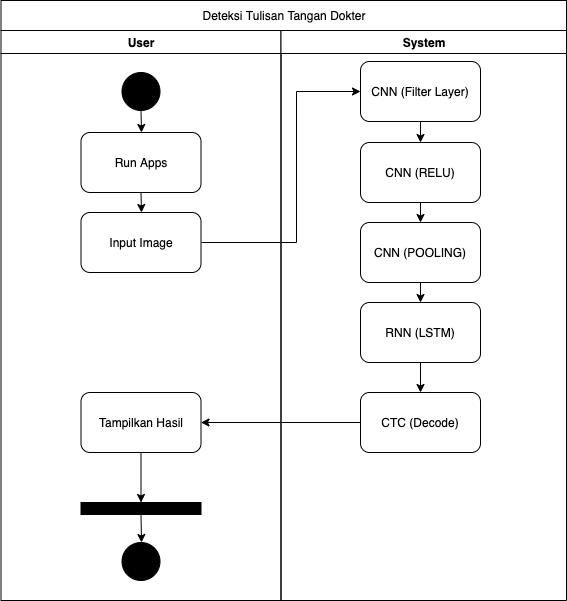 Deteksi Tulisan Tangan Dokter
User
System
Run Apps
Input Image
CNN (Filter Layer)
CNN (RELU)
CNN (POOLING)
RNN (LSTM)
CTC (Decode)
Tampilkan Hasil